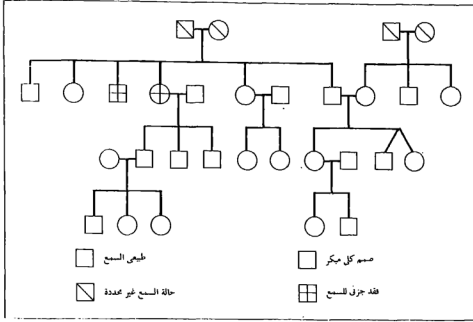 صمم كلى مبكر
طبيعى السمع
فقد جزئى للسمع
حالة السمع غير محددة